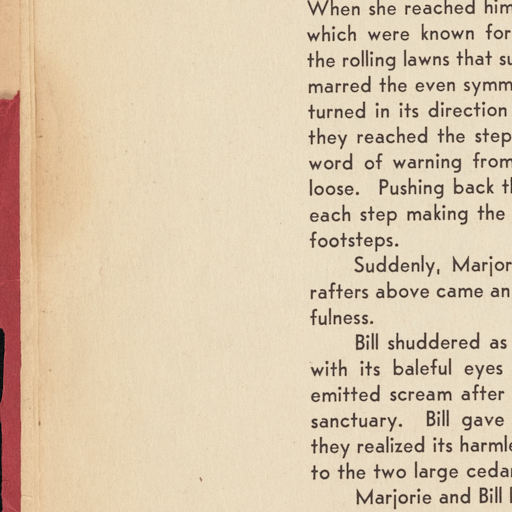 When she reached him
which were known for
the rolling lawns that su
marred the even symm
turned in its direction
they reached the step
word of warning from
loose. Pushing back th
each step making the
footsteps.
Suddenly, Marjor
rafters above came an
fulness.
Bill shuddered as
with its baleful eyes
emitted scream after
sanctuary. Bill gave
they realized its harml
to the two large ceda
Marjorie and Bill